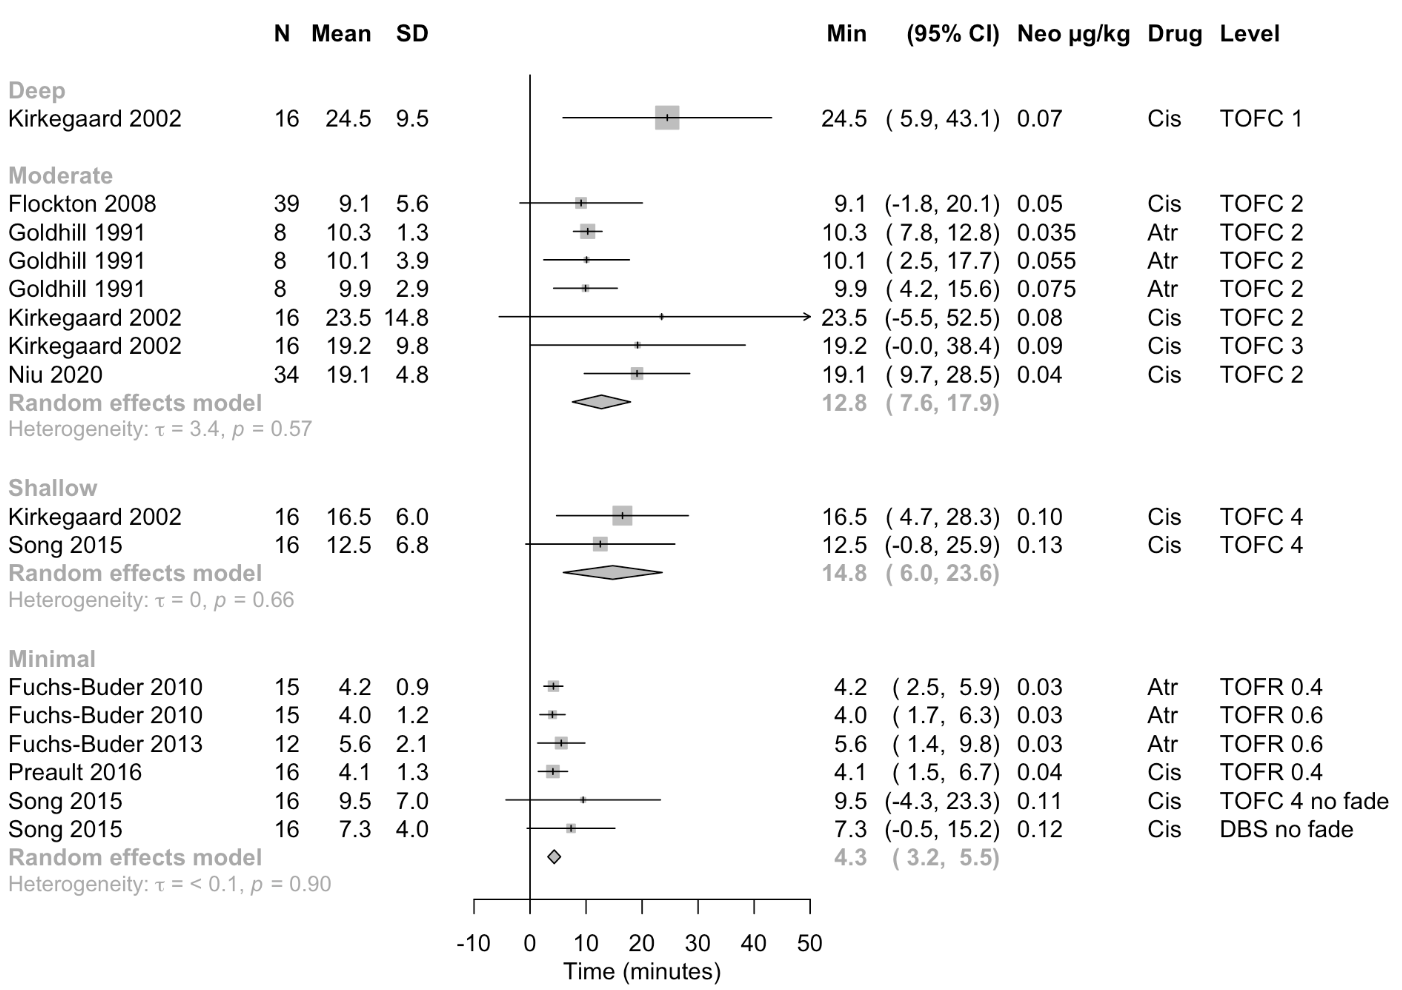 N Mean SD Min (95% CI) Neo µg/kg Drug Level
Deep
Kirkegaard 2002 16 24.5 9.5 24.5 ( 5.9, 43.1) 0.07 Cis TOFC 1
Moderate
Flockton 2008 39 9.1 5.6 9.1 (-1.8, 20.1) 0.05 Cis TOFC 2
Goldhill 1991 8 10.3 1.3 10.3 ( 7.8, 12.8) 0.035 Atr TOFC 2
Goldhill 1991 8 10.1 3.9 10.1 ( 2.5, 17.7) 0.055 Atr TOFC 2
Goldhill 1991 8 9.9 2.9 9.9 ( 4.2, 15.6) 0.075 Atr TOFC 2
Kirkegaard 2002 16 23.5 14.8 23.5 (-5.5, 52.5) 0.08 Cis TOFC 2
Kirkegaard 2002 16 19.2 9.8 19.2 (-0.0, 38.4) 0.09 Cis TOFC 3
Niu 2020 34 19.1 4.8 19.1 ( 9.7, 28.5) 0.04 Cis TOFC 2
Random effects model 12.8 ( 7.6, 17.9)
Heterogeneity: τ = 3.4, p = 0.57
Shallow
Kirkegaard 2002 16 16.5 6.0 16.5 ( 4.7, 28.3) 0.10 Cis TOFC 4
Song 2015 16 12.5 6.8 12.5 (-0.8, 25.9) 0.13 Cis TOFC 4
Random effects model 14.8 ( 6.0, 23.6)
Heterogeneity: τ = 0, p = 0.66
Minimal
Fuchs-Buder 2010 15 4.2 0.9 4.2 ( 2.5, 5.9) 0.03 Atr TOFR 0.4
Fuchs-Buder 2010 15 4.0 1.2 4.0 ( 1.7, 6.3) 0.03 Atr TOFR 0.6
Fuchs-Buder 2013 12 5.6 2.1 5.6 ( 1.4, 9.8) 0.03 Atr TOFR 0.6
Preault 2016 16 4.1 1.3 4.1 ( 1.5, 6.7) 0.04 Cis TOFR 0.4
Song 2015 16 9.5 7.0 9.5 (-4.3, 23.3) 0.11 Cis TOFC 4 no fade
Song 2015 16 7.3 4.0 7.3 (-0.5, 15.2) 0.12 Cis DBS no fade
Random effects model 4.3 ( 3.2, 5.5)
Heterogeneity: τ = < 0.1, p = 0.90
-10 0 10 20 30 40 50
Time (minutes)